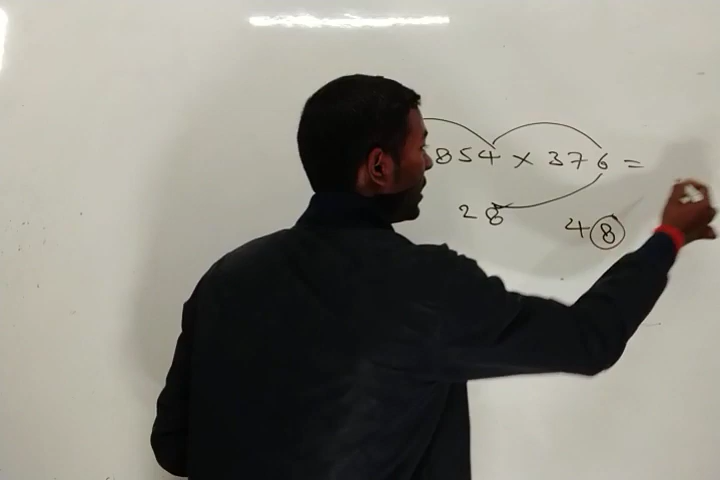 854 × 376 =
28
48